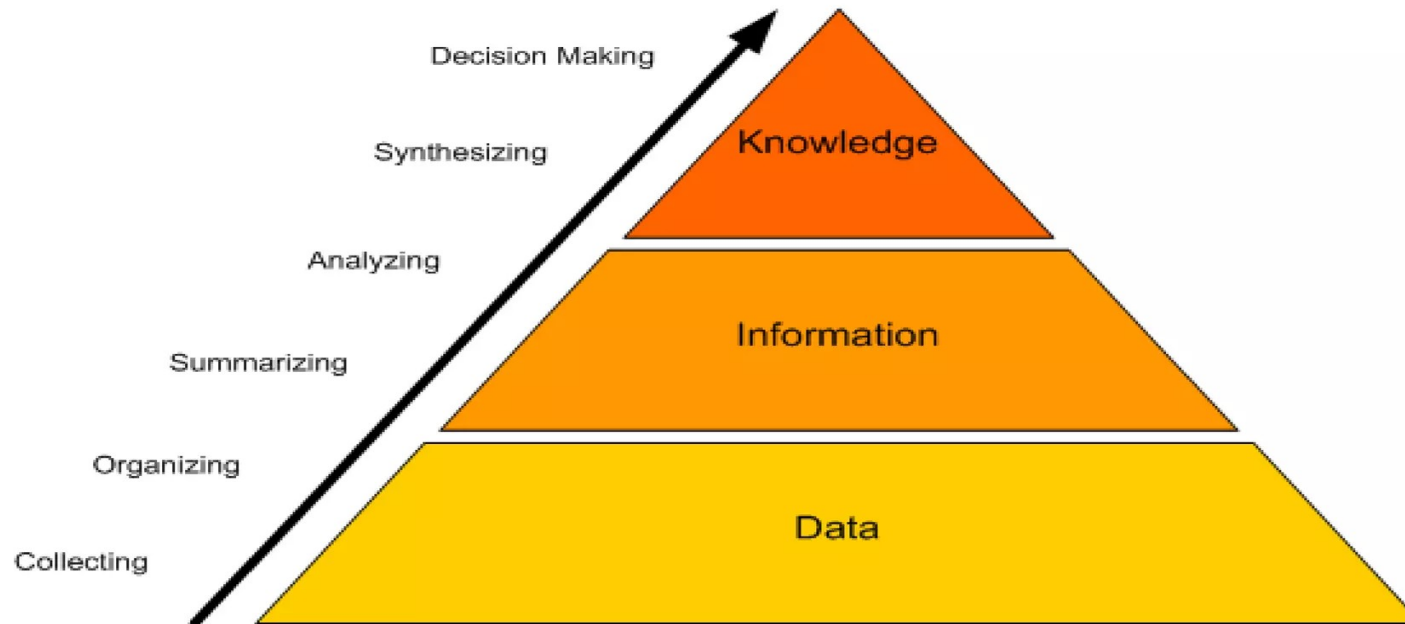 Decision Making
Knowledge
Synthesizing
Analyzing
Information
Summarizing
Organizing
Data
Collecting